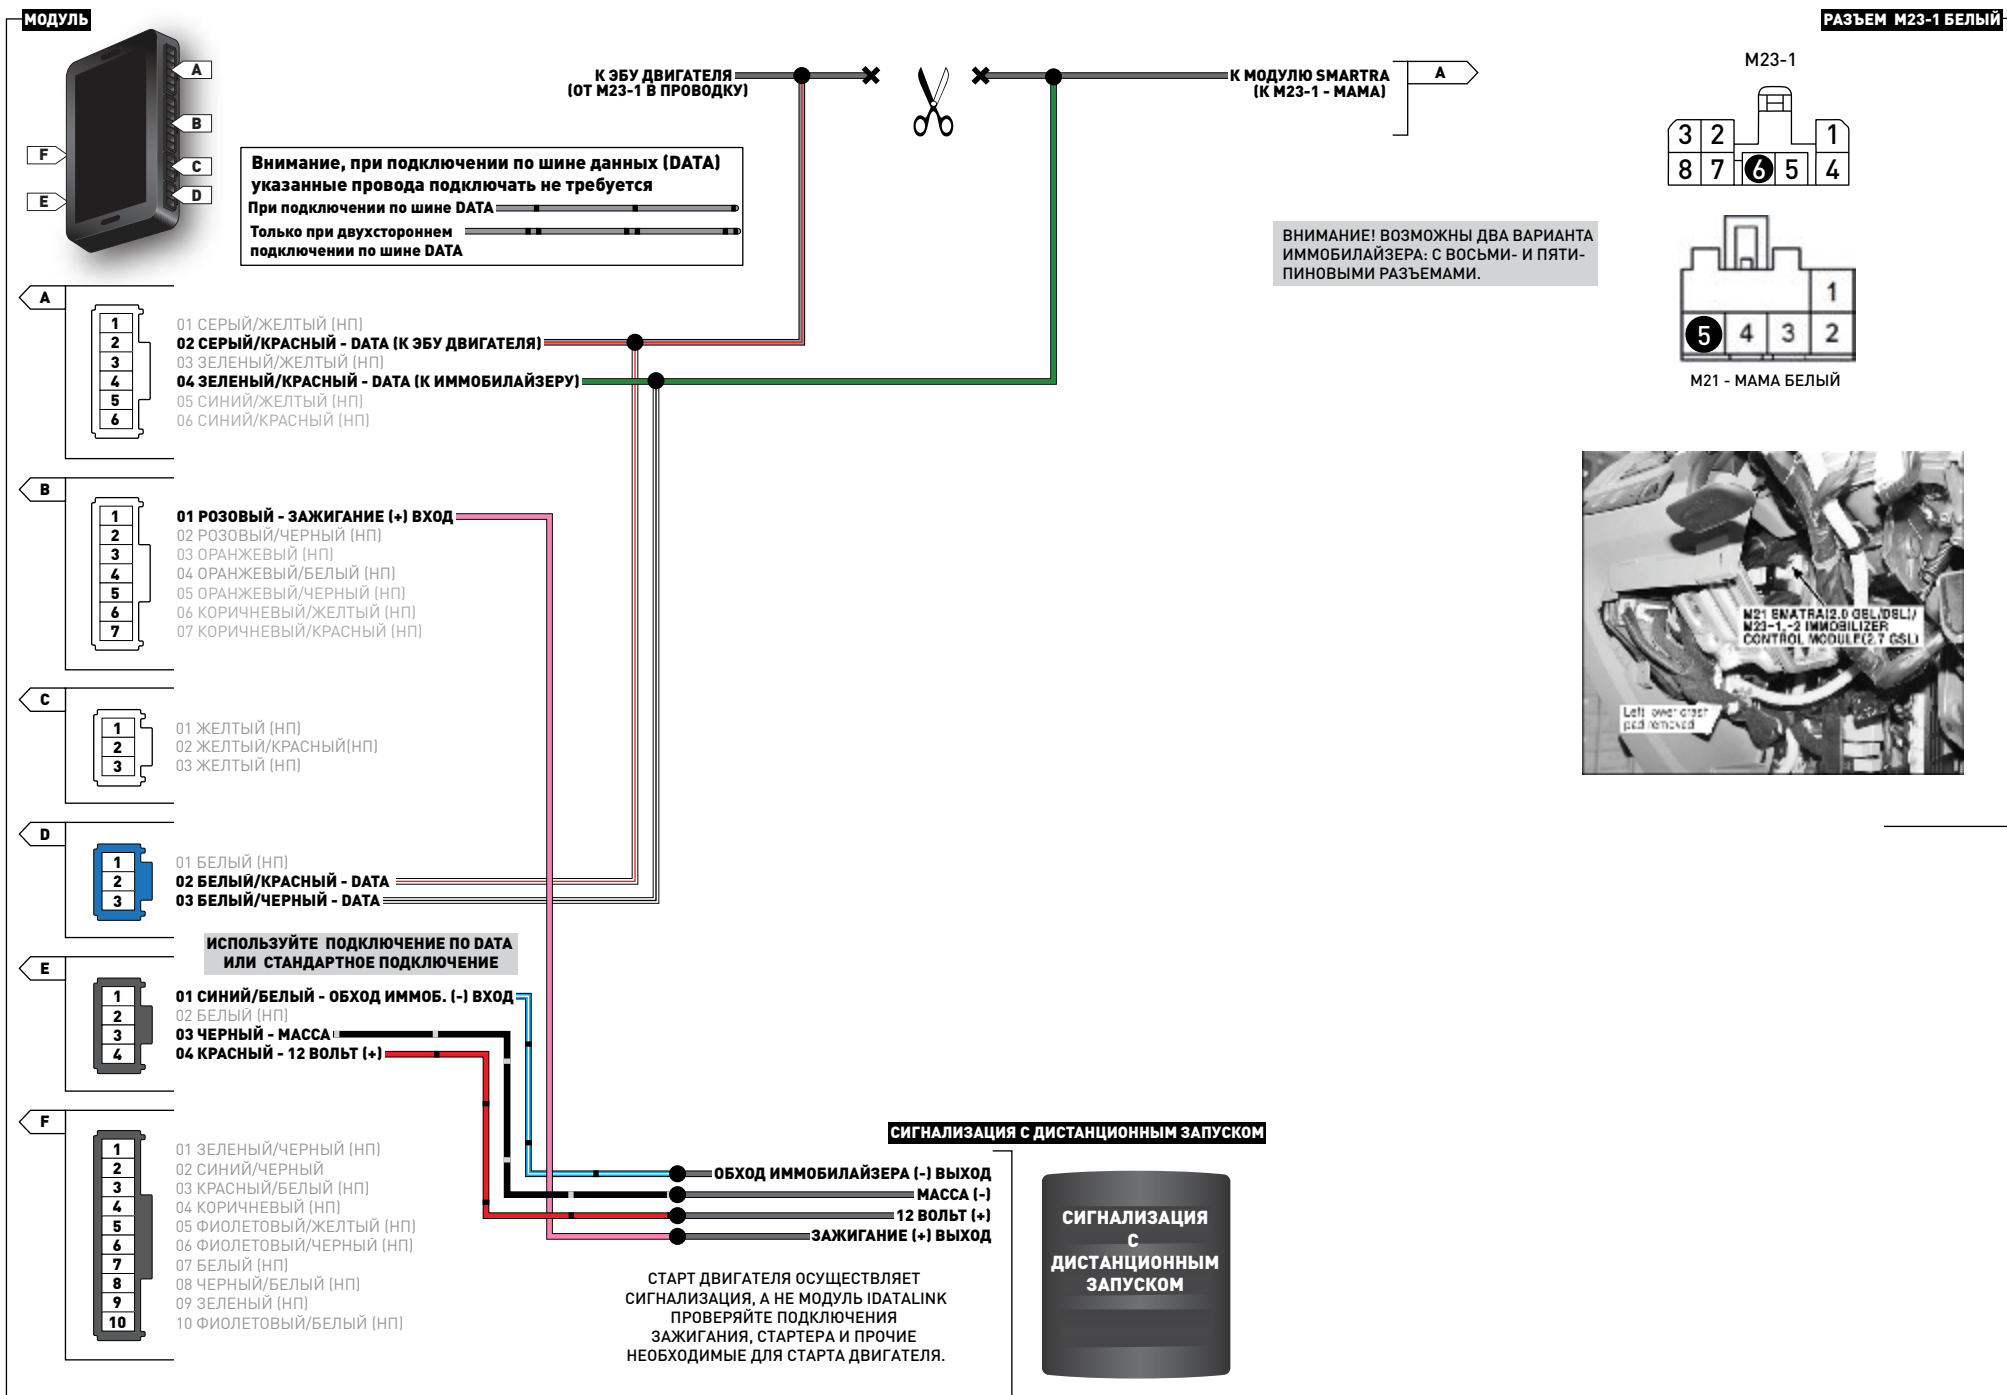 МОДУЛЬ
РАЗЪЕМ М23-1 БЕЛЫЙ
A
B
C
D
F
E
К ЭБУ ДВИГАТЕЛЯ
(ОТ М23-1 В ПРОВОДКУ)
К МОДУЛЮ SMARTRA
(К М23-1 - МАМА)
A
М23-1
3 2 1
8 7 6 5 4
Внимание, при подключении по шине данных (DATA)
указанные провода подключать не требуется
При подключении по шине DATA
Только при двухстороннем
подключении по шине DATA
ВНИМАНИЕ! ВОЗМОЖНЫ ДВА ВАРИАНТА
ИММОБИЛАЙЗЕРА: С ВОСЬМИ- И ПЯТИ-
ПИНОВЫМИ РАЗЪЕМАМИ.
1
5 4 3 2
М21 - МАМА БЕЛЫЙ
A
1 01 СЕРЫЙ/ЖЕЛТЫЙ (НП)
2 02 СЕРЫЙ/КРАСНЫЙ - DATA (К ЭБУ ДВИГАТЕЛЯ)
3 03 ЗЕЛЕНЫЙ/ЖЕЛТЫЙ (НП)
4 04 ЗЕЛЕНЫЙ/КРАСНЫЙ - DATA (К ИММОБИЛАЙЗЕРУ)
5 05 СИНИЙ/ЖЕЛТЫЙ (НП)
6 06 СИНИЙ/КРАСНЫЙ (НП)
B
1 01 РОЗОВЫЙ - ЗАЖИГАНИЕ (+) ВХОД
2 02 РОЗОВЫЙ/ЧЕРНЫЙ (НП)
3 03 ОРАНЖЕВЫЙ (НП)
4 04 ОРАНЖЕВЫЙ/БЕЛЫЙ (НП)
5 05 ОРАНЖЕВЫЙ/ЧЕРНЫЙ (НП)
6 06 КОРИЧНЕВЫЙ/ЖЕЛТЫЙ (НП)
7 07 КОРИЧНЕВЫЙ/КРАСНЫЙ (НП)
M21 SMATRA(2.0 GSL/DSL)/
M23-1,-2 IMMOBILIZER
CONTROL MODULE(2.7 GSL)
Left lower crash
pad removed
C
1 01 ЖЕЛТЫЙ (НП)
2 02 ЖЕЛТЫЙ/КРАСНЫЙ(НП)
3 03 ЖЕЛТЫЙ (НП)
D
1 01 БЕЛЫЙ (НП)
2 02 БЕЛЫЙ/КРАСНЫЙ - DATA
3 03 БЕЛЫЙ/ЧЕРНЫЙ - DATA
ИСПОЛЬЗУЙТЕ ПОДКЛЮЧЕНИЕ ПО DATA
ИЛИ СТАНДАРТНОЕ ПОДКЛЮЧЕНИЕ
E
1 01 СИНИЙ/БЕЛЫЙ - ОБХОД ИММОБ. (-) ВХОД
2 02 БЕЛЫЙ (НП)
3 03 ЧЕРНЫЙ - МАССА
4 04 КРАСНЫЙ - 12 ВОЛЬТ (+)
F
1 01 ЗЕЛЕНЫЙ/ЧЕРНЫЙ (НП)
2 02 СИНИЙ/ЧЕРНЫЙ
3 03 КРАСНЫЙ/БЕЛЫЙ (НП)
4 04 КОРИЧНЕВЫЙ (НП)
5 05 ФИОЛЕТОВЫЙ/ЖЕЛТЫЙ (НП)
6 06 ФИОЛЕТОВЫЙ/ЧЕРНЫЙ (НП)
7 07 БЕЛЫЙ (НП)
8 08 ЧЕРНЫЙ/БЕЛЫЙ (НП)
9 09 ЗЕЛЕНЫЙ (НП)
10 10 ФИОЛЕТОВЫЙ/БЕЛЫЙ (НП)
СИГНАЛИЗАЦИЯ С ДИСТАНЦИОННЫМ ЗАПУСКОМ
ОБХОД ИММОБИЛАЙЗЕРА (-) ВЫХОД
МАССА (-)
12 ВОЛЬТ (+)
ЗАЖИГАНИЕ (+) ВЫХОД
СИГНАЛИЗАЦИЯ
С
ДИСТАНЦИОННЫМ
ЗАПУСКОМ
СТАРТ ДВИГАТЕЛЯ ОСУЩЕСТВЛЯЕТ
СИГНАЛИЗАЦИЯ, А НЕ МОДУЛЬ IDATALINK
ПРОВЕРЯЙТЕ ПОДКЛЮЧЕНИЯ
ЗАЖИГАНИЯ, СТАРТЕРА И ПРОЧИЕ
НЕОБХОДИМЫЕ ДЛЯ СТАРТА ДВИГАТЕЛЯ.